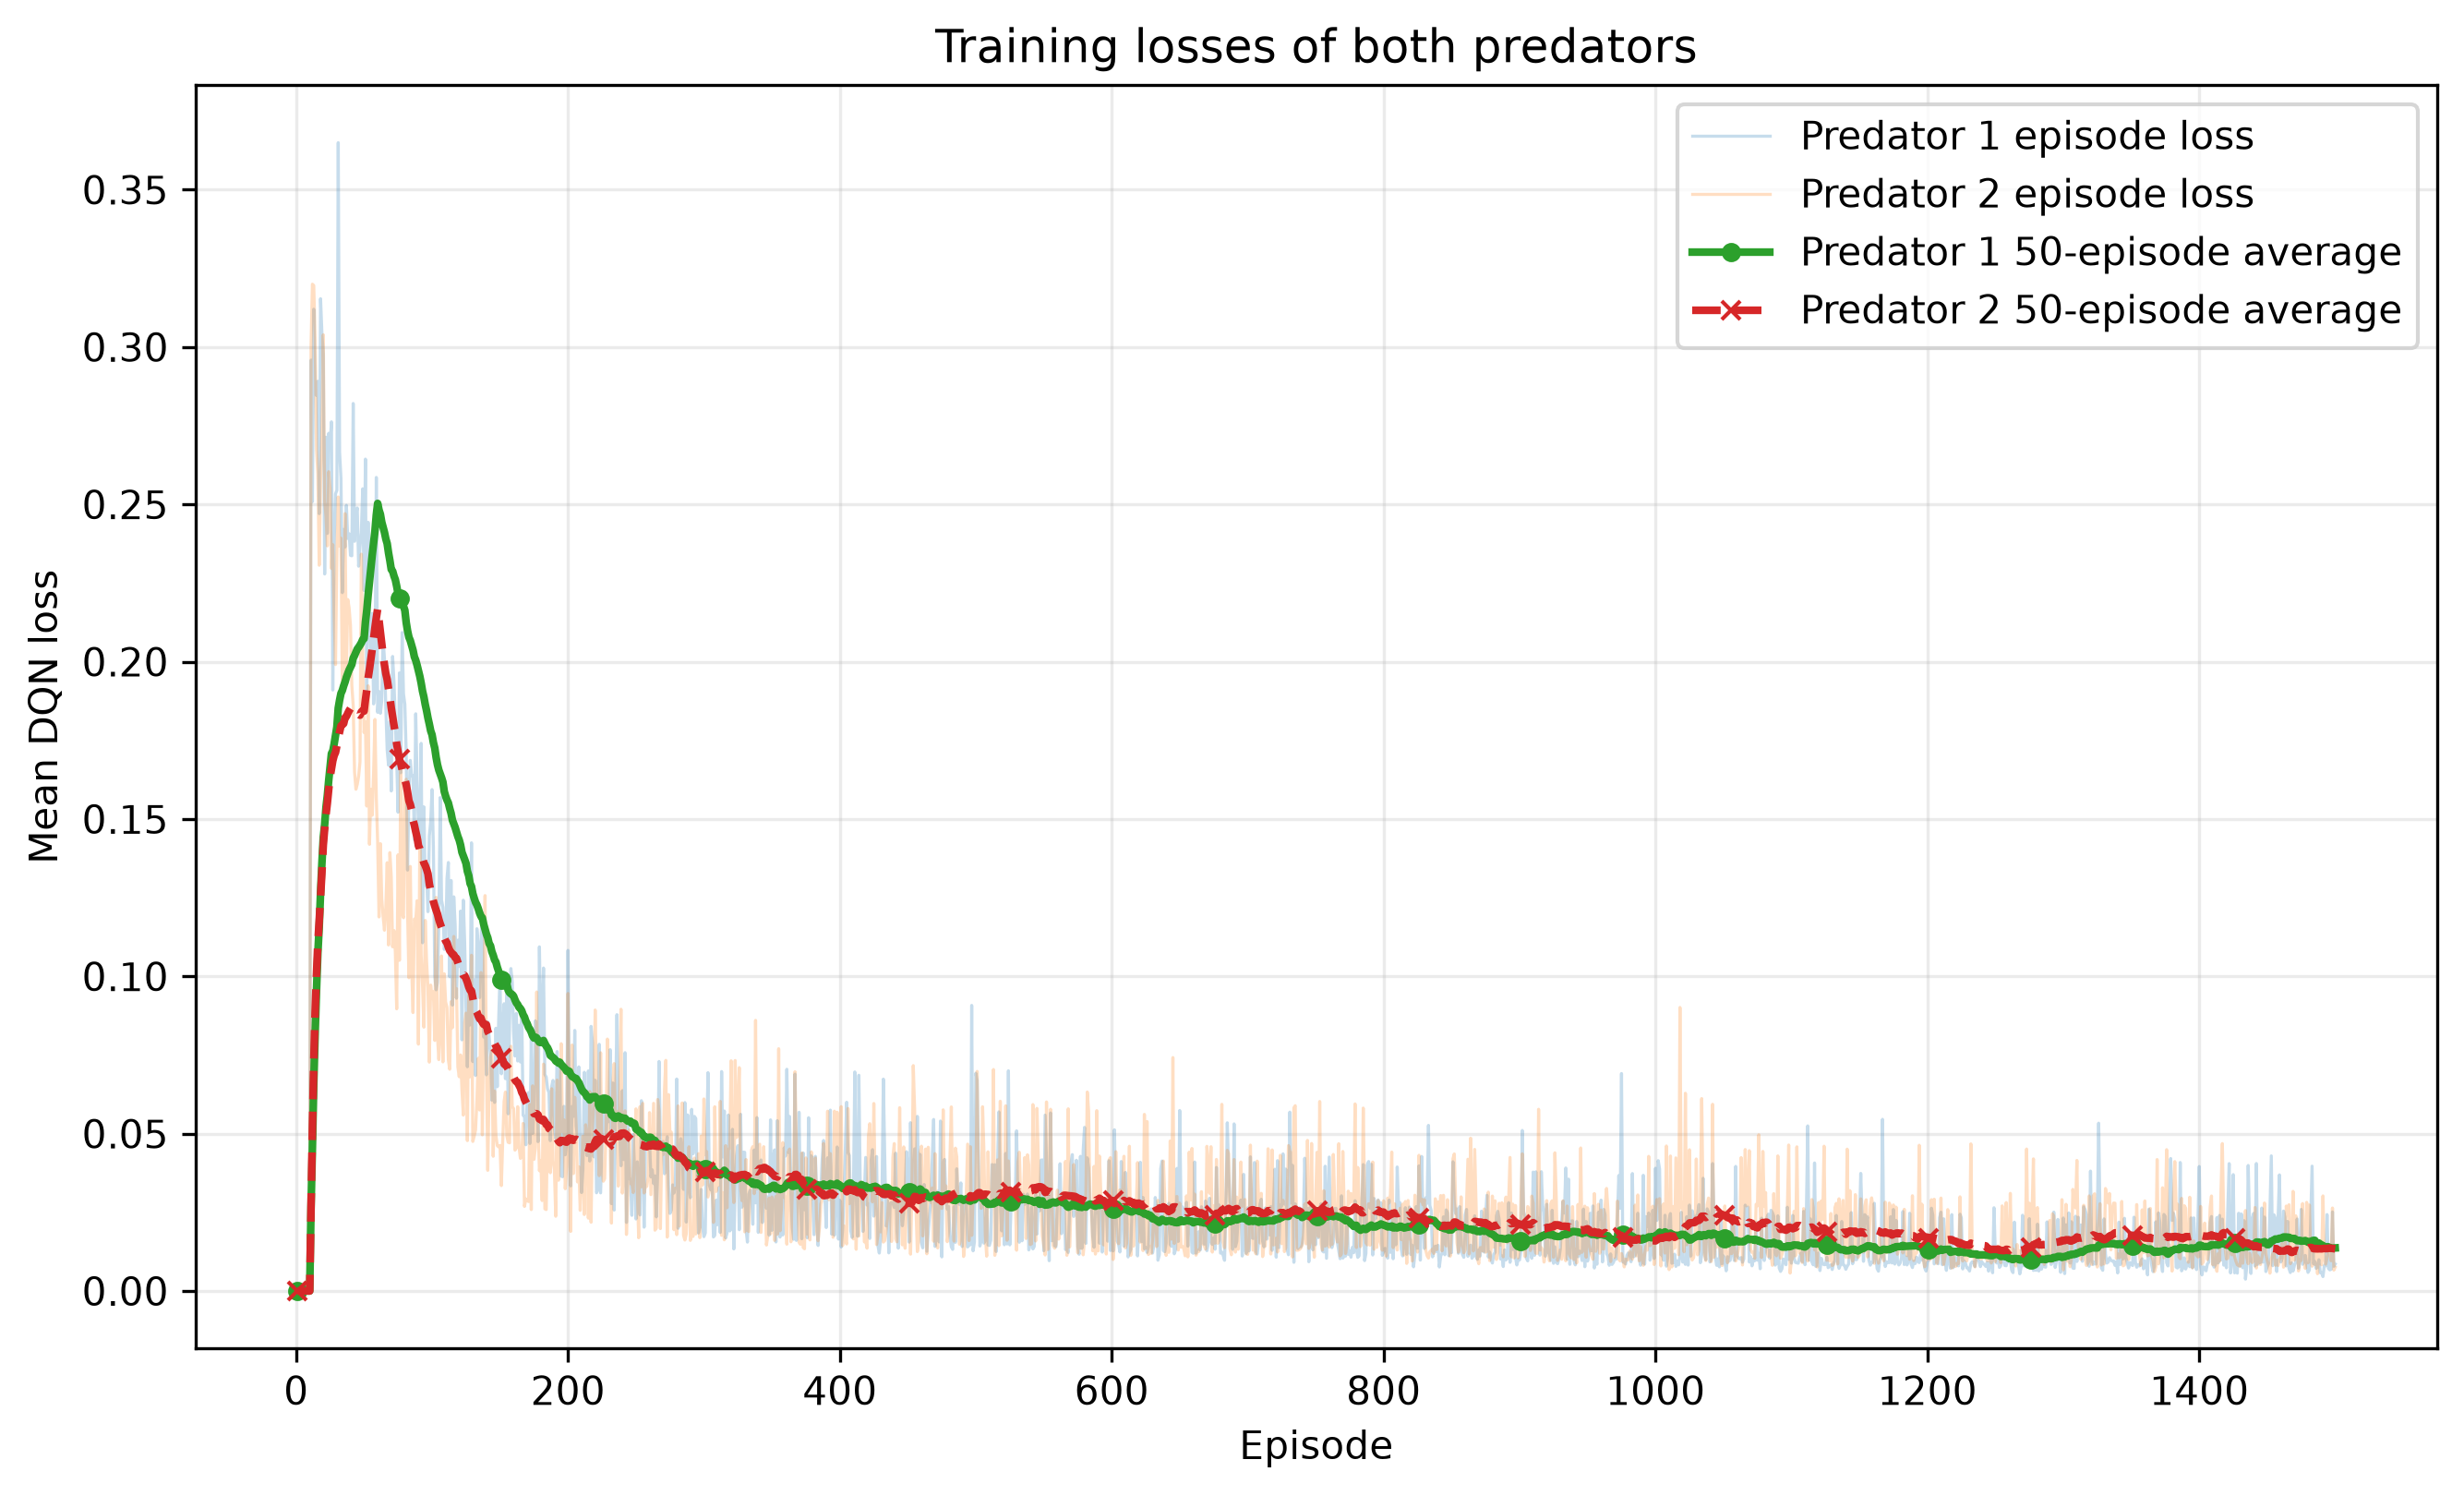 Training losses of both predators
Predator 1 episode loss
Predator 2 episode loss
Predator 1 50-episode average
Predator 2 50-episode average
Mean DQN loss
0.35
0.30
0.25
0.20
0.15
0.10
0.05
0.00
0 200 400 600 800 1000 1200 1400
Episode